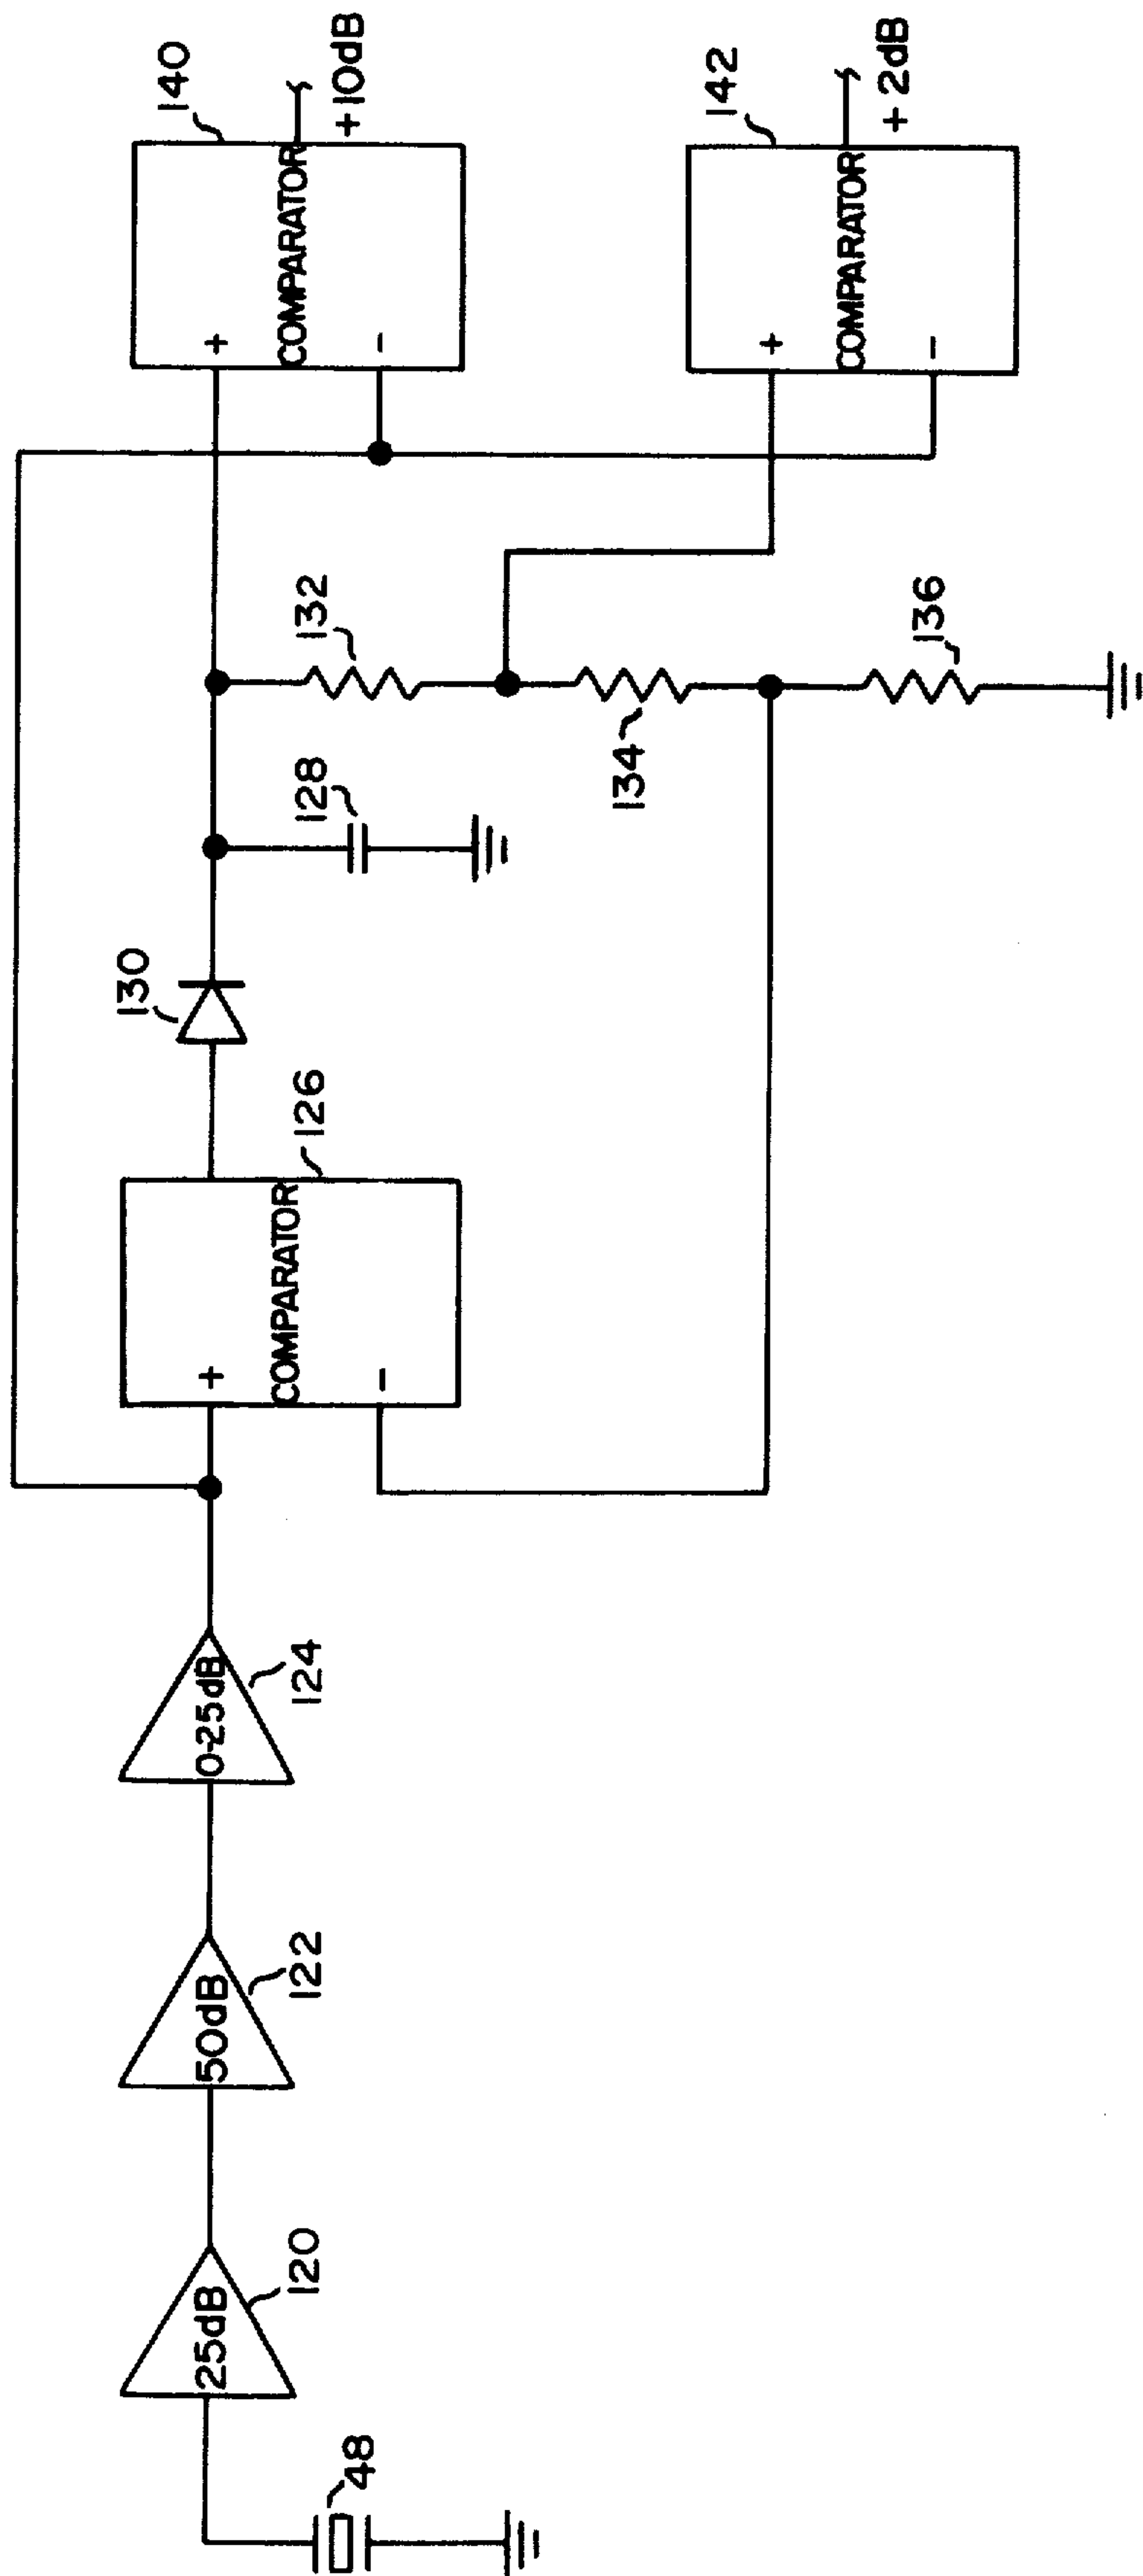 48
25dB
120
50dB
122
0-25dB
124
+
COMPARATOR
-
126
130
128
132
134
136
+
COMPARATOR
-
140
+10dB
+
COMPARATOR
-
142
+2dB